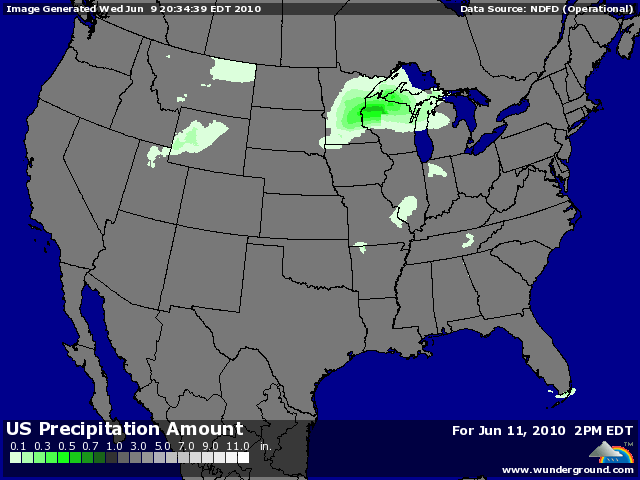 Image Generated Wed Jun 9 20:34:39 EDT 2010
Data Source: NDFD (Operational)
US Precipitation Amount
For Jun 11, 2010 2PM EDT
0.1 0.3 0.5 0.7 1.0 3.0 5.0 7.0 9.0 11.0 in.
TM
www.wunderground.com